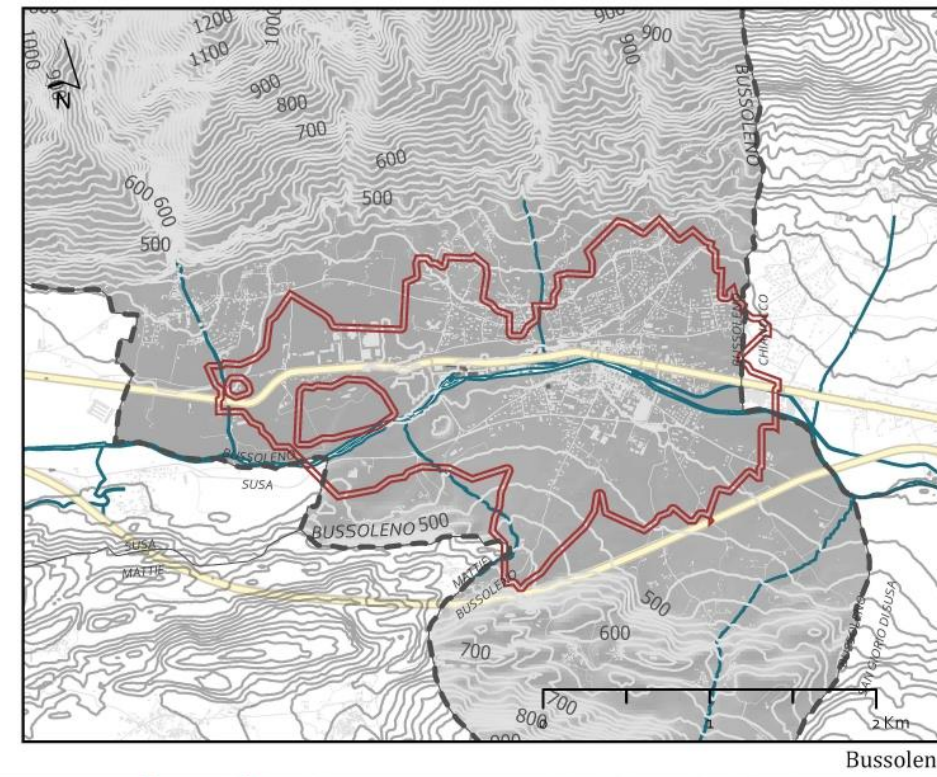 1200
1100
1000
1000
900
800
700
600
500
600
600
500
900
900
900
N
BUSSOLENO
BUSSOLENO
CHIANOCCO
BUSSOLENO
SUSA
BUSSOLENO 500
SUSA
MATTIE
MATTIE
BUSSOLENO
500
600
700
700
800
BUSSOLENO
SAN GIORIO DI SUSA
0
1
2 Km
Bussolen